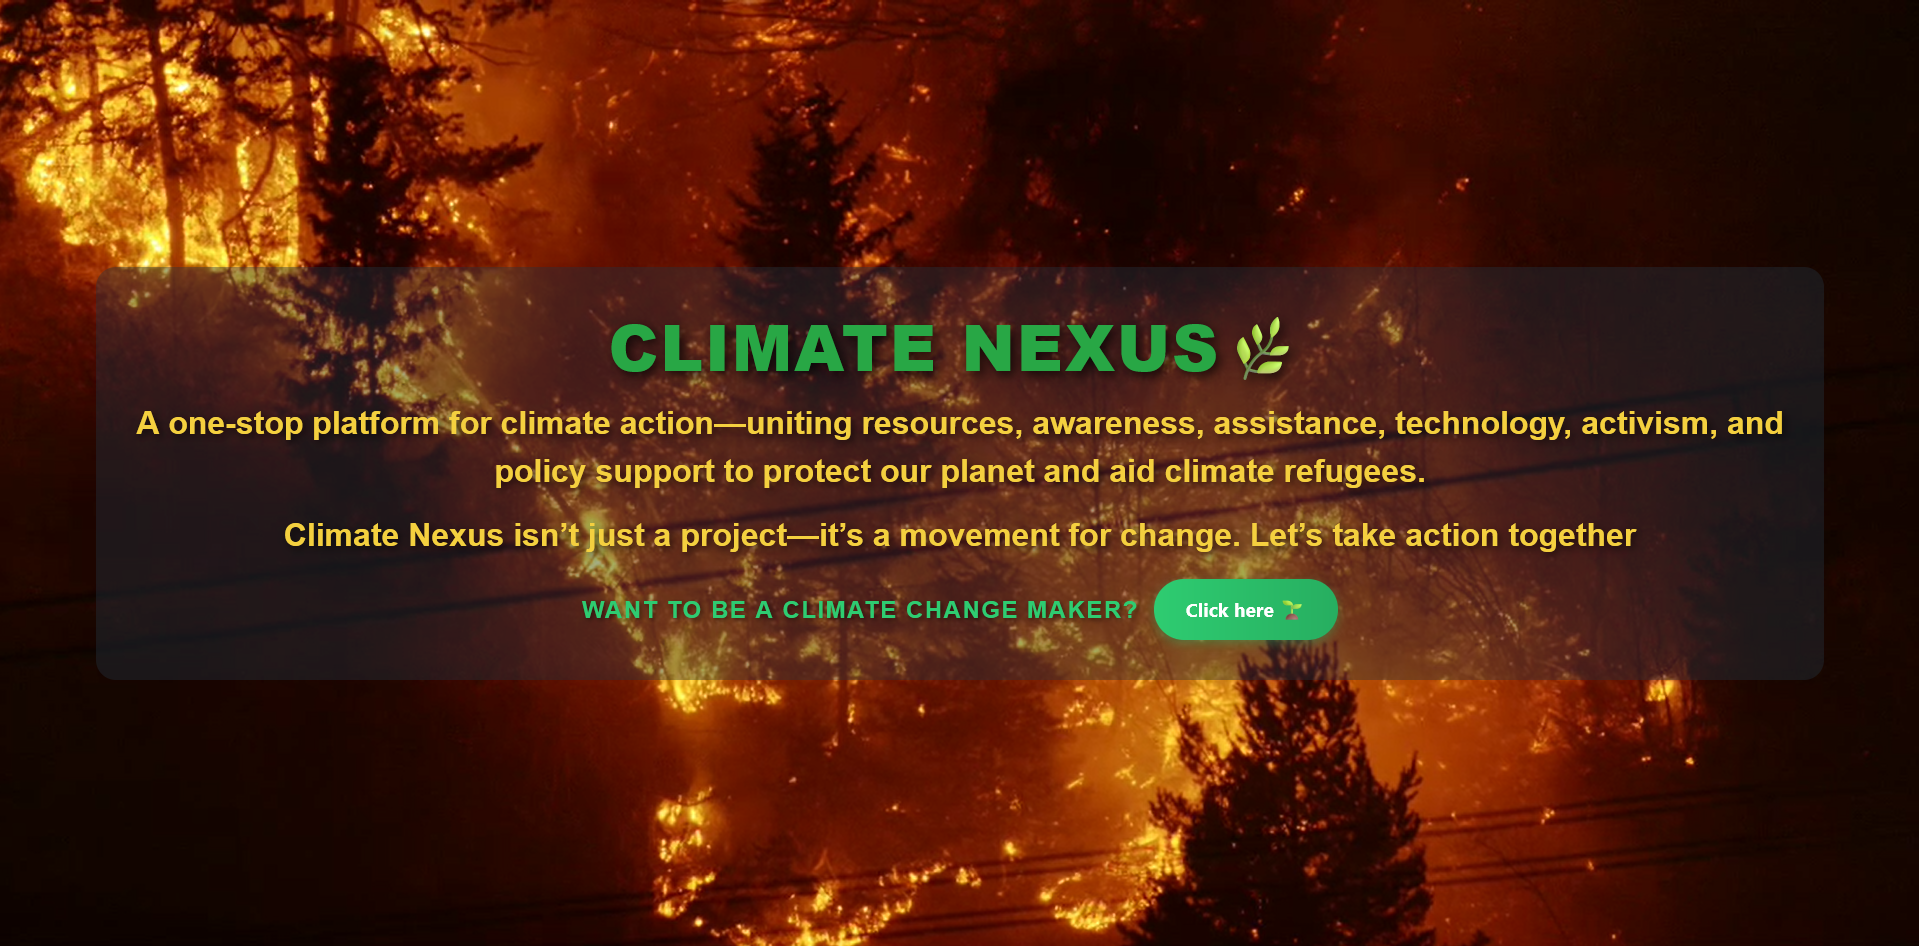 CLIMATE NEXUS🌿
A one-stop platform for climate action—uniting resources, awareness, assistance, technology, activism, and
policy support to protect our planet and aid climate refugees.
Climate Nexus isn’t just a project—it’s a movement for change. Let’s take action together
WANT TO BE A CLIMATE CHANGE MAKER? Click here 🌱